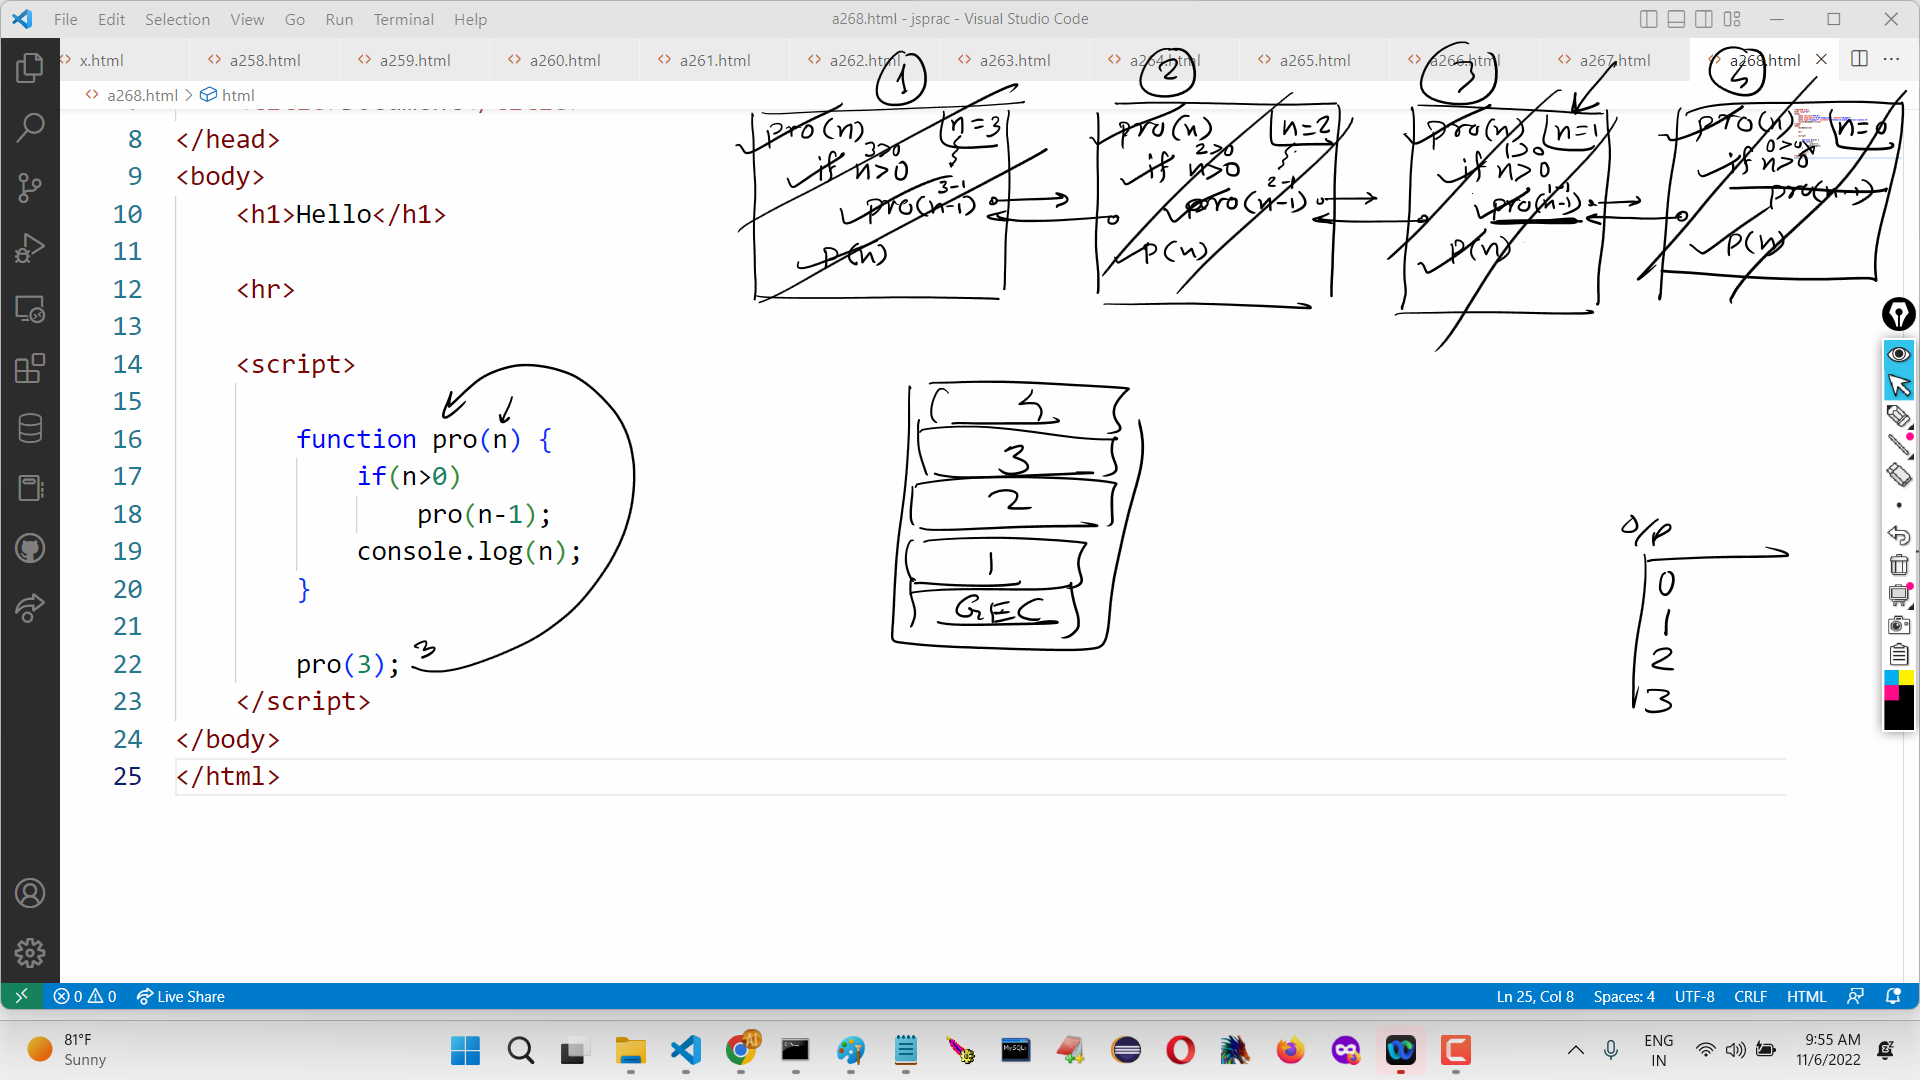 File Edit Selection View Go Run Terminal Help
a268.html - jsprac - Visual Studio Code
x.html a258.html a259.html a260.html a261.html a262.html a263.html a264.html a265.html a266.html a267.html a268.html
a268.html > html
1 2 3 4
8 </head>
9 <body>
10 <h1>Hello</h1>
11
12 <hr>
13
14 <script>
15
16 function pro(n) {
17 if(n>0)
18 pro(n-1);
19 console.log(n);
20 }
21
22 pro(3);
23 </script>
24 </body>
25 </html>
3
pro(n) n=3
3>0
if n>0
3-1
pro(n-1)
p(n)
pro(n) n=2
2>0
if n>0
2-1
pro(n-1)
p(n)
pro(n) n=1
1>0
if n>0
1-1
pro(n-1)
p(n)
pro(n) n=0
0>0x
if n>0
pro(n-1)
p(n)
4
3
2
1
GEC
O/P
0
1
2
3
0 0 Live Share
Ln 25, Col 8 Spaces: 4 UTF-8 CRLF HTML
81°F
Sunny
ENG
IN
9:55 AM
11/6/2022